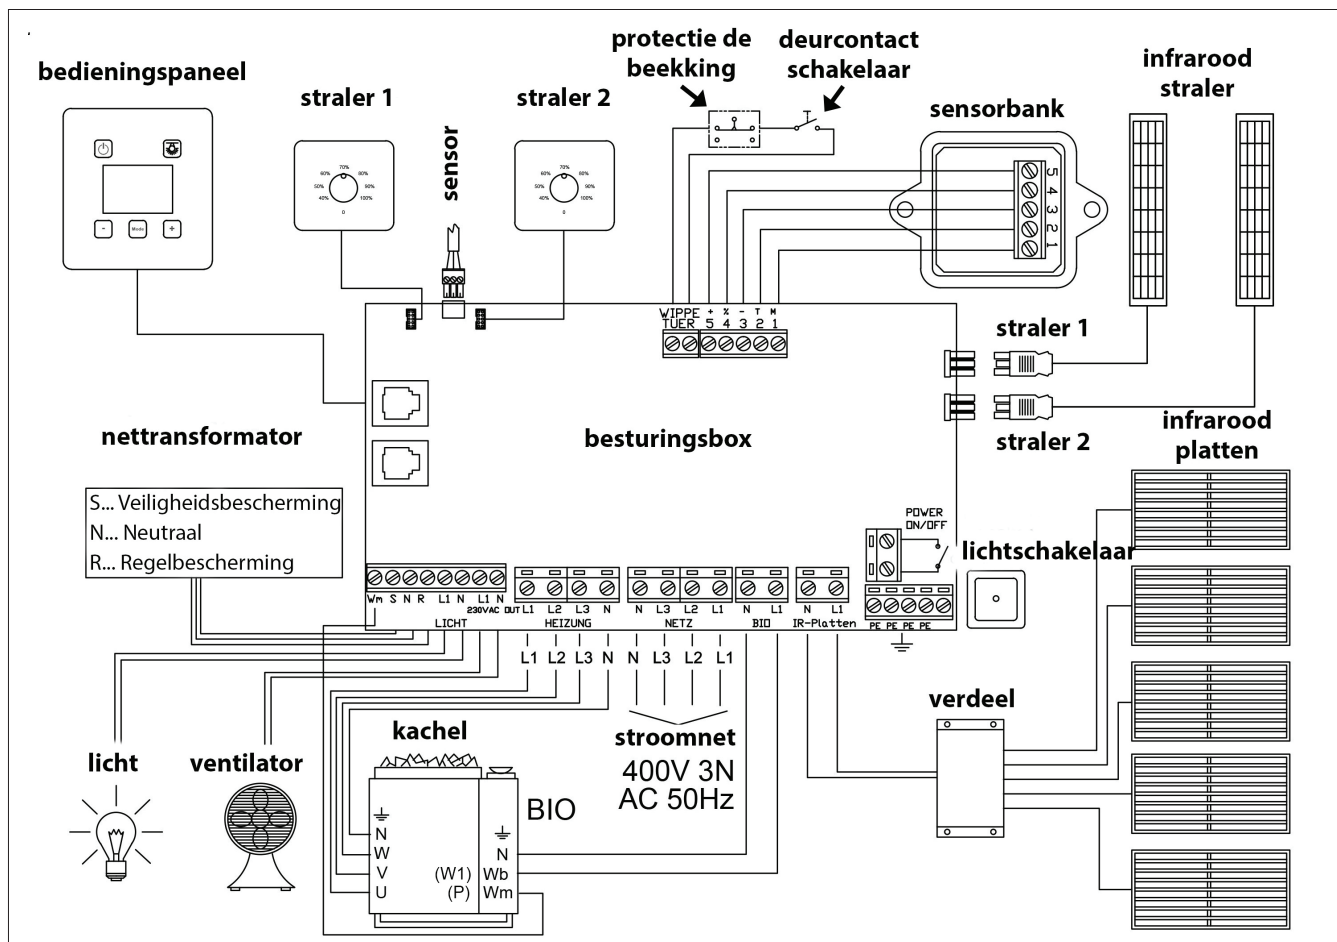 protectie de
beekking
deurcontact
schakelaar
infrarood
straler
bedieningspaneel
straler 1
straler 2
sensor
sensorbank
Mode
- +
0 40% 50% 60% 70% 80% 90% 100%
0 40% 50% 60% 70% 80% 90% 100%
5
4
3
2
1
WIPPE + % - T M
TUER 5 4 3 2 1
straler 1
straler 2
nettransformator
besturingsbox
infrarood
platten
S... Veiligheidsbescherming
N... Neutraal
R... Regelbescherming
POWER
ON/OFF
lichtschakelaar
Wm S N R L1 N L1 N
230VAC OUT
LICHT
L1 L2 L3 N
HEIZUNG
N L3 L2 L1
NETZ
N L1
BIO
N L1
IR-Platten
PE PE PE PE
L1 L2 L3 N N L3 L2 L1
verdeel
kachel
stroomnet
400V 3N
AC 50Hz
licht
ventilator
BIO
N
W
V
U
N
(W1) Wb
(P) Wm